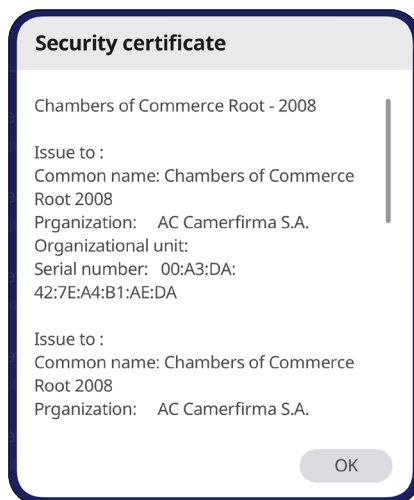 Security certificate
Chambers of Commerce Root - 2008
Issue to :
Common name: Chambers of Commerce
Root 2008
Prganization: AC Camerfirma S.A.
Organizational unit:
Serial number: 00:A3:DA:
42:7E:A4:B1:AE:DA
Issue to :
Common name: Chambers of Commerce
Root 2008
Prganization: AC Camerfirma S.A.
OK